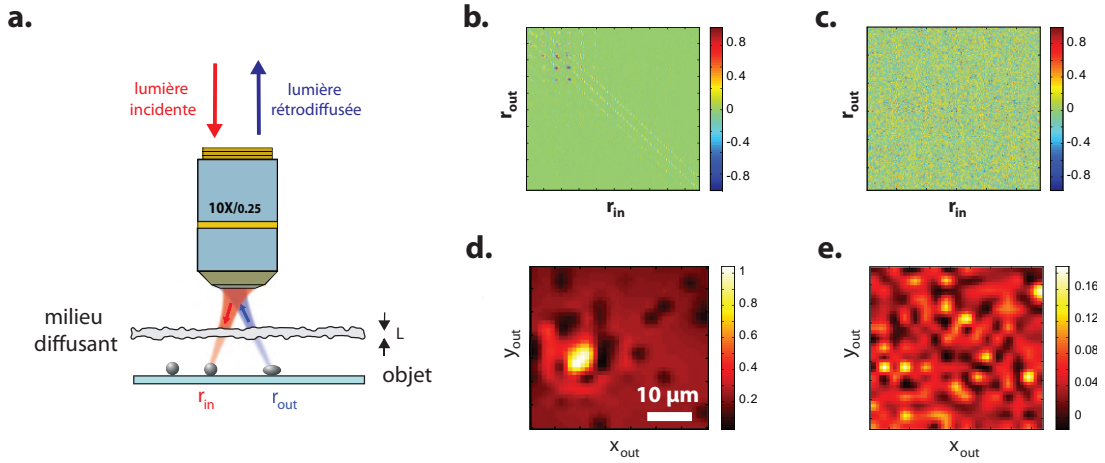 a.
lumière
incidente
lumière
rétrodiffusée
10X/0.25
milieu
diffusant
L
objet
r_in
r_out
b.
r_out
r_in
0.8
0.4
0
-0.4
-0.8
c.
r_out
r_in
0.8
0.4
0
-0.4
-0.8
d.
y_out
x_out
10 µm
1
0.8
0.6
0.4
0.2
e.
y_out
x_out
0.16
0.12
0.08
0.04
0